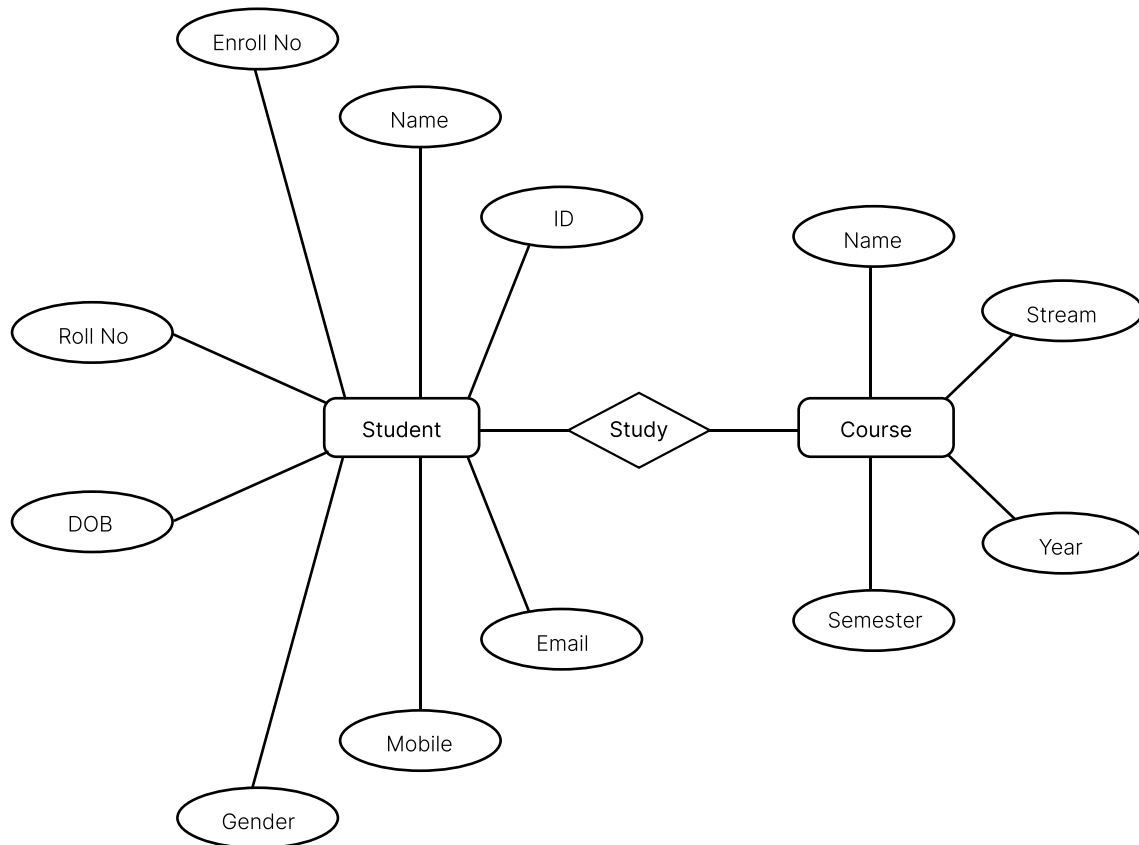 Enroll No
Name
ID
Name
Stream
Roll No
Student
Study
Course
DOB
Year
Semester
Email
Mobile
Gender